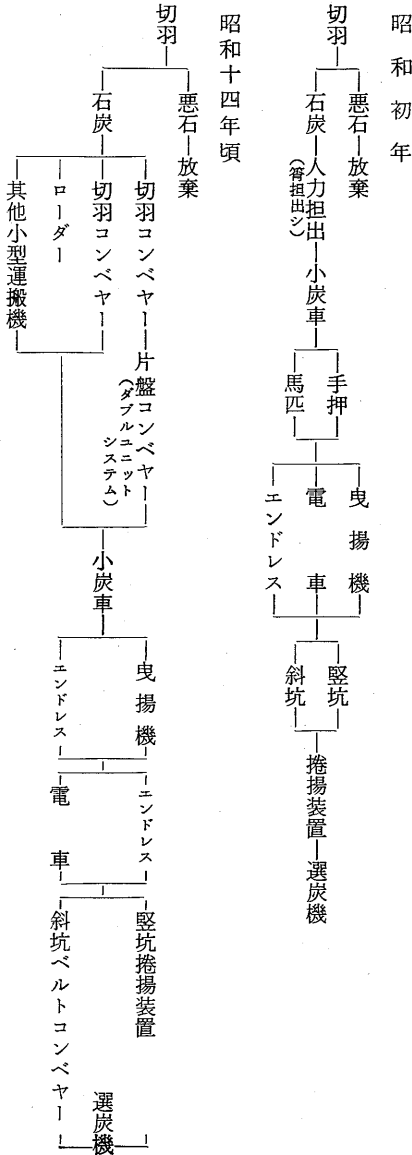 昭和初年
切羽
悪石
放棄
石炭
人力担出
(筲担出シ)
小炭車
手押
馬匹
曳揚機
電車
エンドレス
竪坑
斜坑
捲揚装置
選炭機
昭和十四年頃
切羽
悪石
放棄
石炭
切羽コンベヤー
片盤コンベヤー
(ダブルユニットシステム)
切羽コンベヤー
ローダー
其他小型運搬機
小炭車
曳揚機
エンドレス
エンドレス
電車
竪坑捲揚装置
斜坑ベルトコンベヤー
選炭機